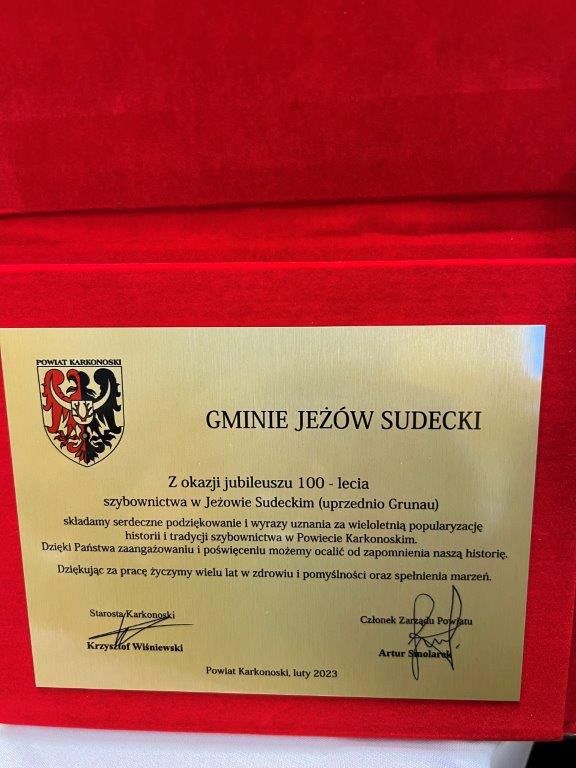 POWIAT KARKONOSKI
GMINIE JEŻÓW SUDECKI
Z okazji jubileuszu 100 - lecia
szybownictwa w Jeżowie Sudeckim (uprzednio Grunau)
składamy serdeczne podziękowanie i wyrazy uznania za wieloletnią popularyzację
historii i tradycji szybownictwa w Powiecie Karkonoskim.
Dzięki Państwa zaangażowaniu i poświęceniu możemy ocalić od zapomnienia naszą historię.
Dziękując za pracę życzymy wielu lat w zdrowiu i pomyślności oraz spełnienia marzeń.
Starosta Karkonoski
Krzysztof Wiśniewski
Członek Zarządu Powiatu
Artur Smolarek
Powiat Karkonoski, luty 2023